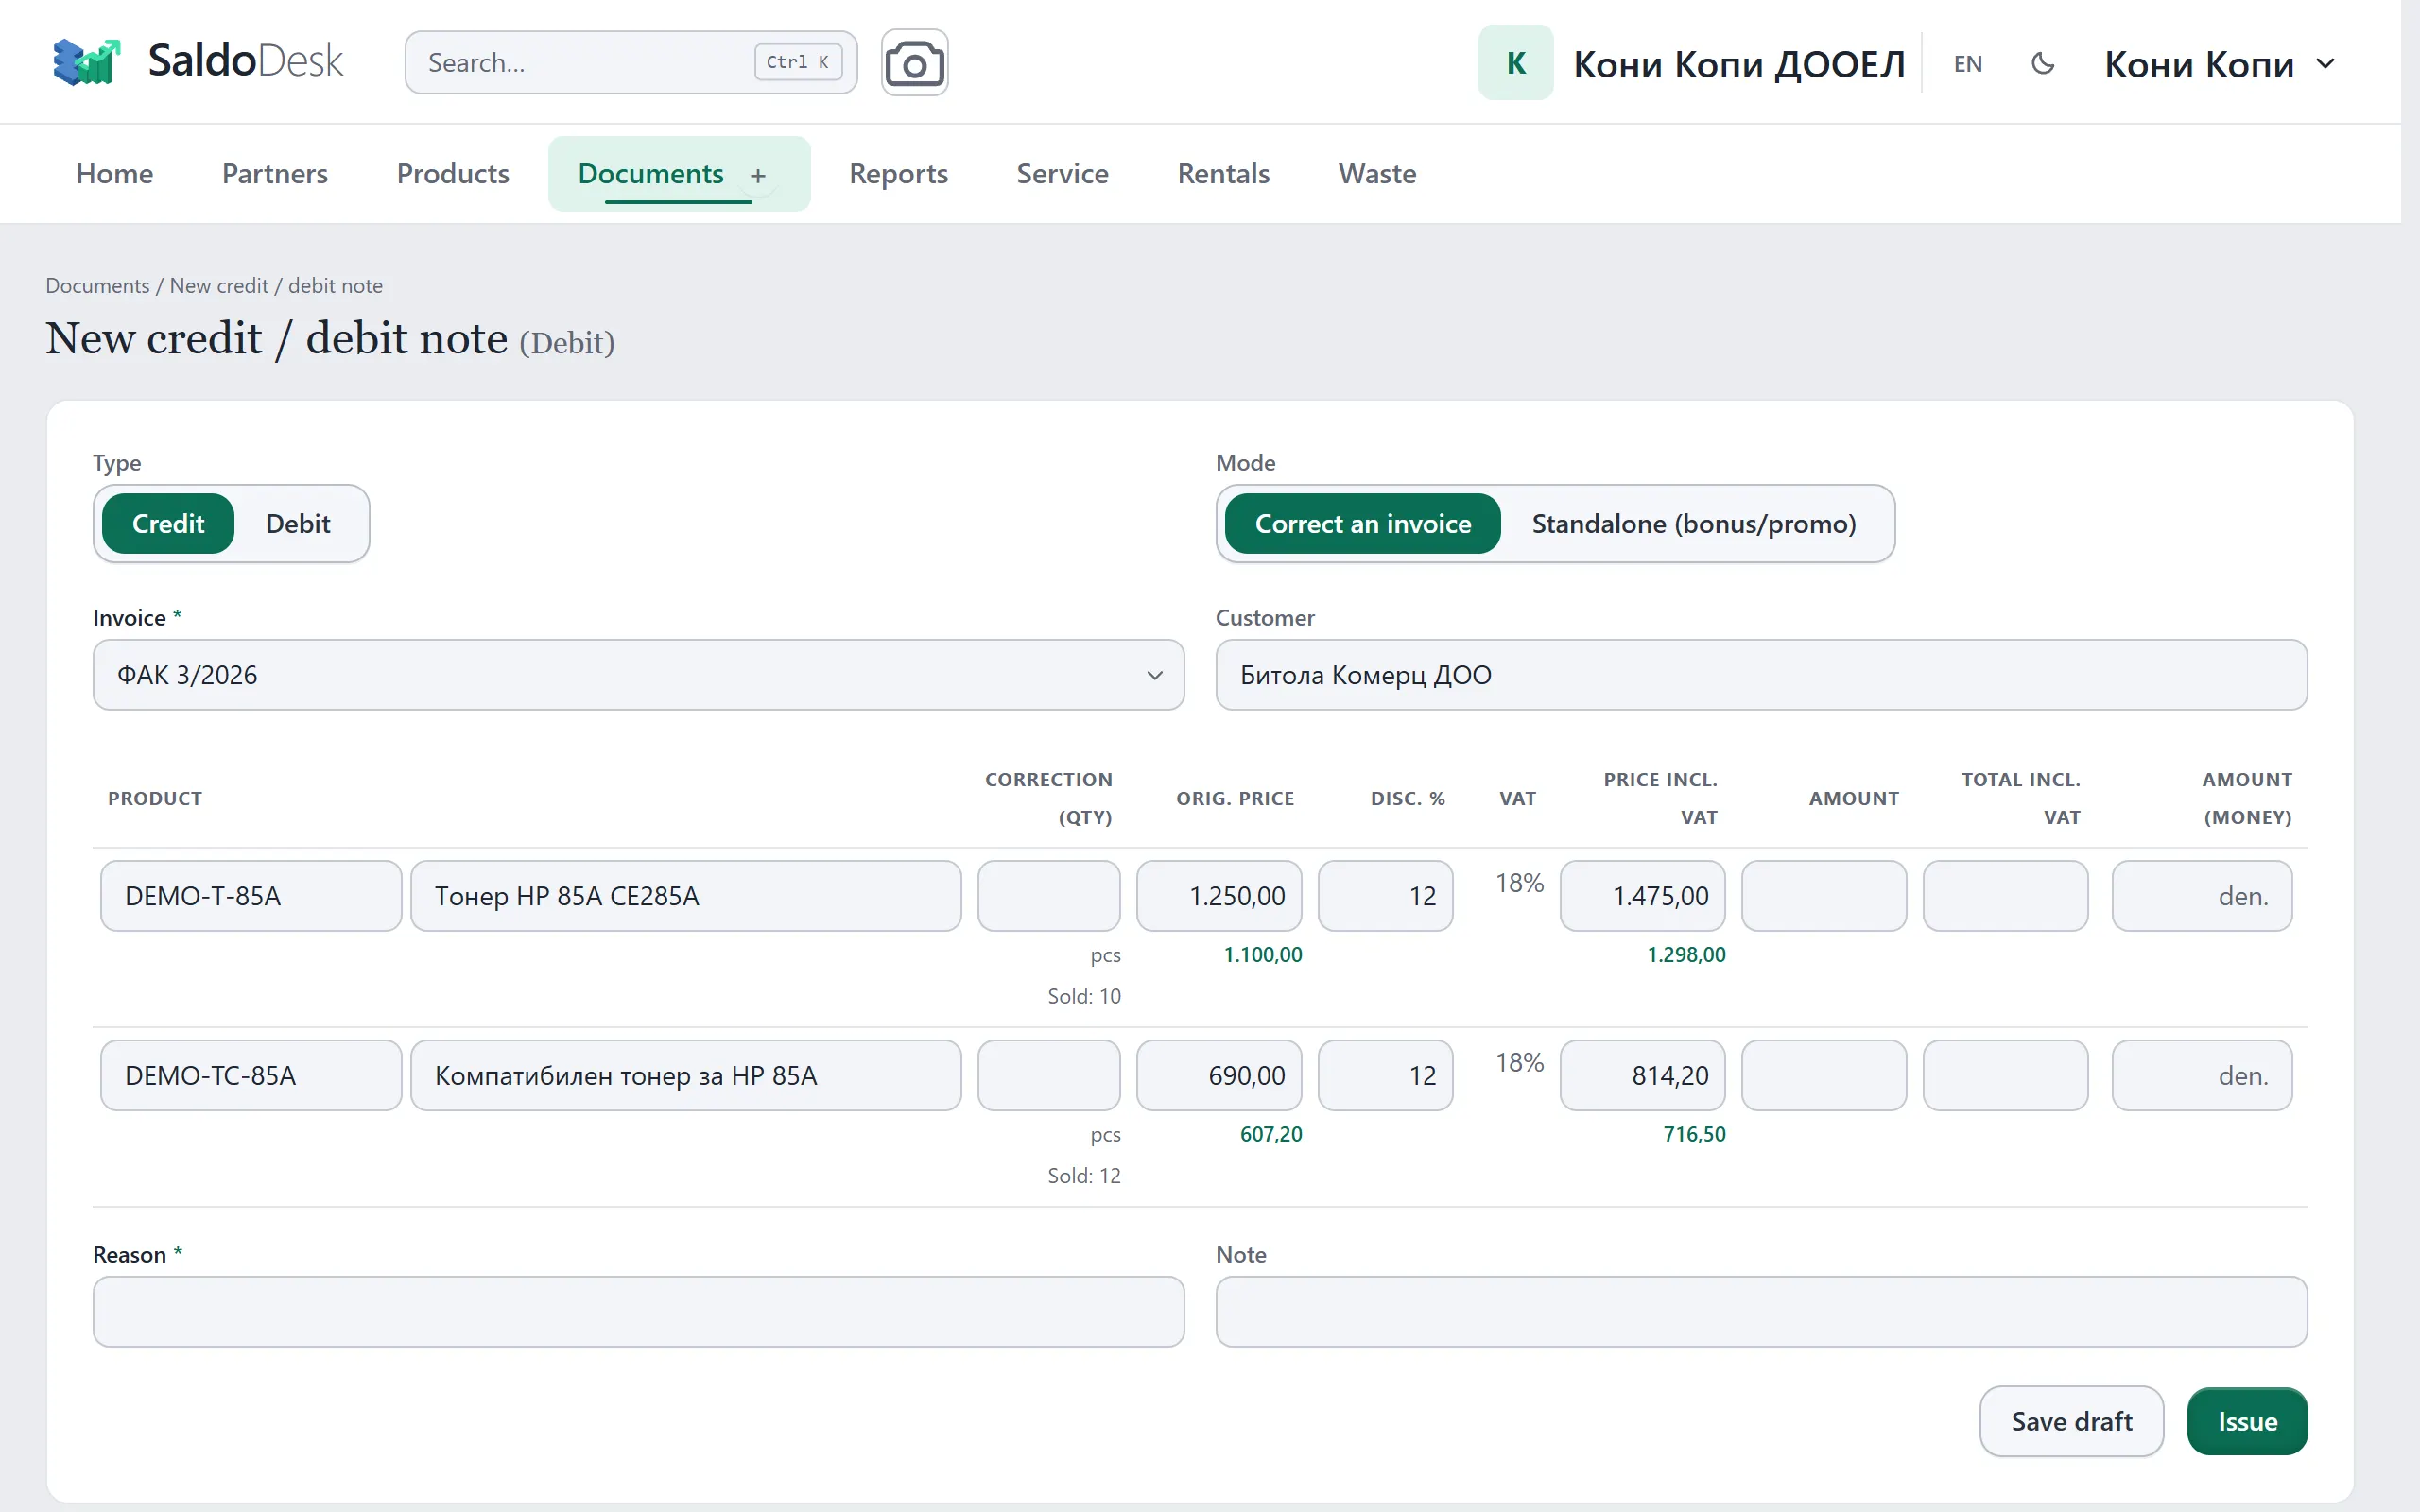 SaldoDesk
Search...
Ctrl K
K
Кони Копи ДООЕЛ
EN
Кони Копи
Home
Partners
Products
Documents +
Reports
Service
Rentals
Waste
Documents / New credit / debit note
New credit / debit note (Debit)
Type
Mode
Credit
Debit
Correct an invoice
Standalone (bonus/promo)
Invoice *
Customer
ФАК 3/2026
Битола Комерц ДОО
PRODUCT
CORRECTION (QTY)
ORIG. PRICE
DISC. %
VAT
PRICE INCL. VAT
AMOUNT
TOTAL INCL. VAT
AMOUNT (MONEY)
DEMO-T-85A
Тонер HP 85A CE285A
1.250,00
12
18%
1.475,00
den.
pcs
1.100,00
1.298,00
Sold: 10
DEMO-TC-85A
Компатибилен тонер за HP 85A
690,00
12
18%
814,20
den.
pcs
607,20
716,50
Sold: 12
Reason *
Note
Save draft
Issue